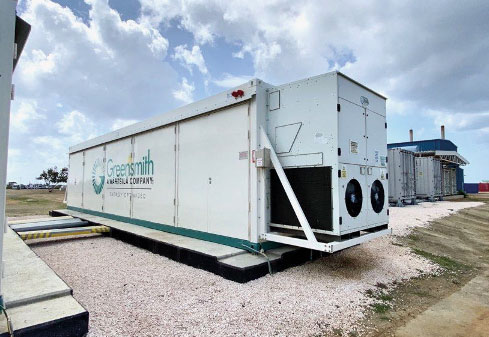 Greensmith
A WÄRTSILÄ COMPANY